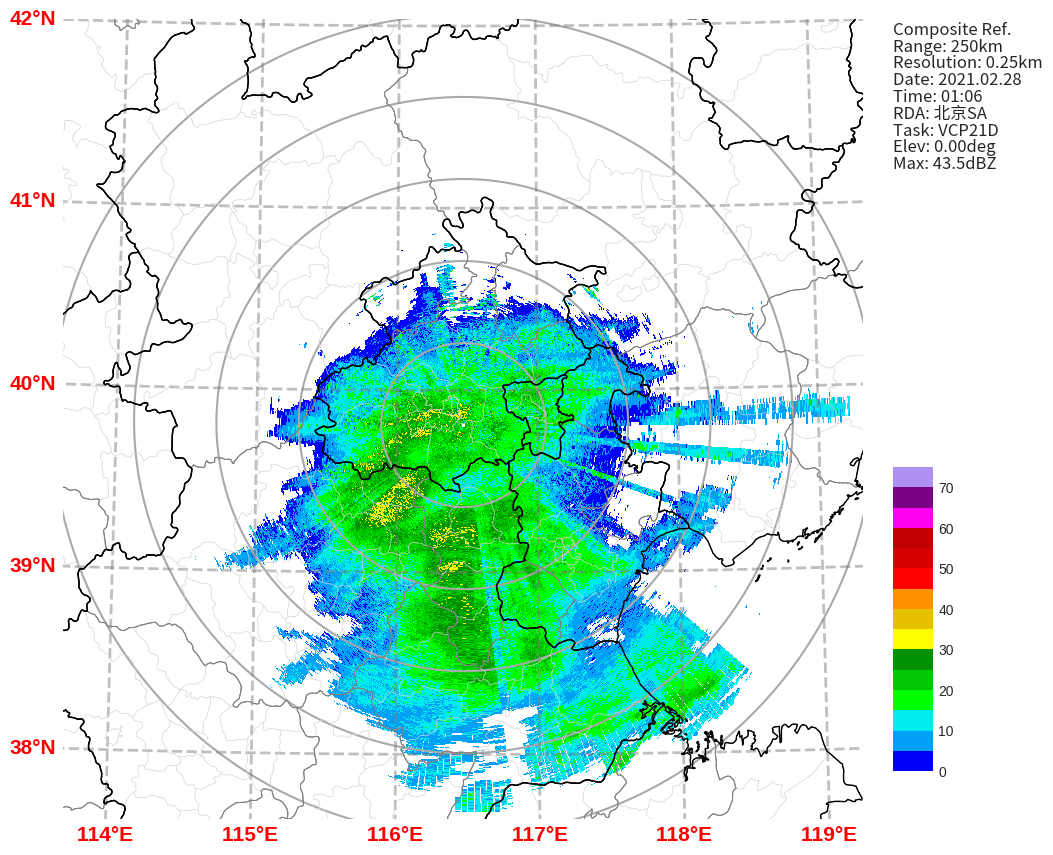 42°N
Composite Ref.
Range: 250km
Resolution: 0.25km
Date: 2021.02.28
Time: 01:06
RDA: 北京SA
Task: VCP21D
Elev: 0.00deg
Max: 43.5dBZ
41°N
40°N
39°N
38°N
70
60
50
40
30
20
10
0
114°E
115°E
116°E
117°E
118°E
119°E